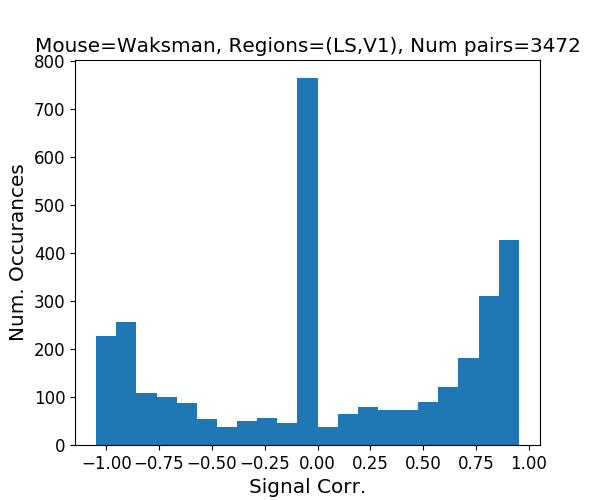 Mouse=Waksman, Regions=(LS,V1), Num pairs=3472
800
700
600
500
400
300
200
100
0
Num. Occurances
−1.00 −0.75 −0.50 −0.25 0.00 0.25 0.50 0.75 1.00
Signal Corr.